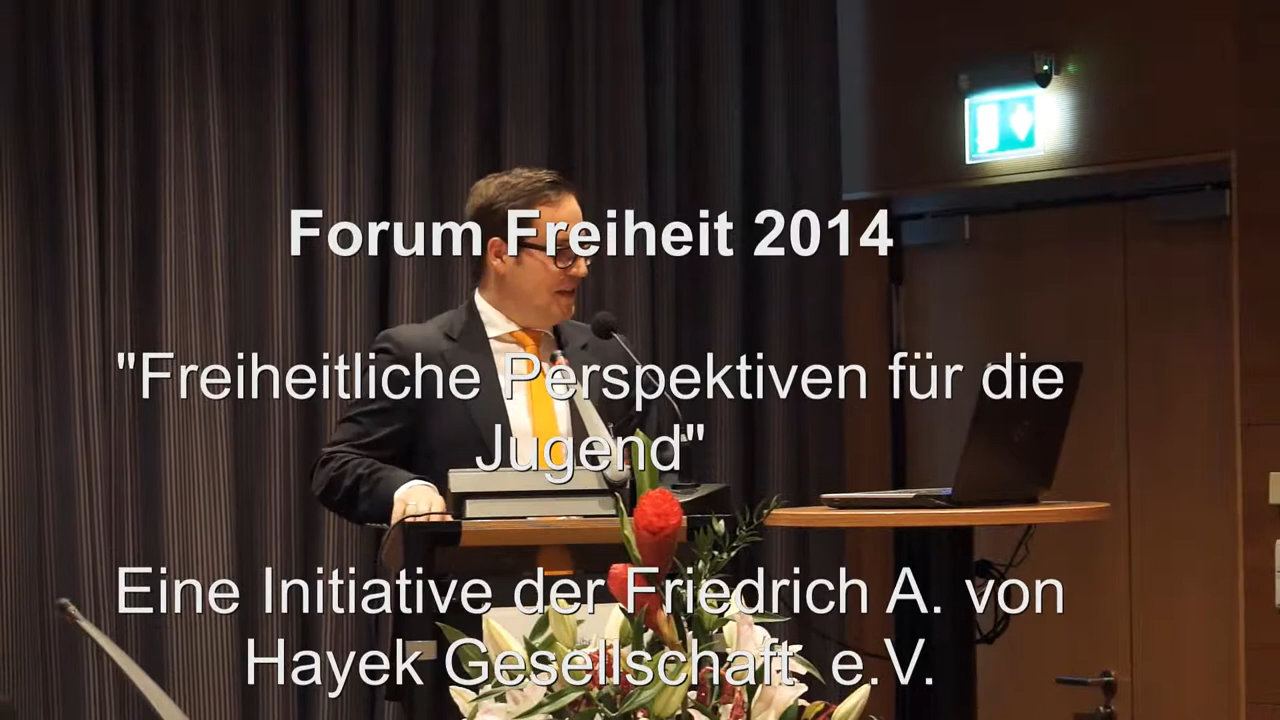 Forum Freiheit 2014
"Freiheitliche Perspektiven für die
Jugend"
Eine Initiative der Friedrich A. von
Hayek Gesellschaft e.V.